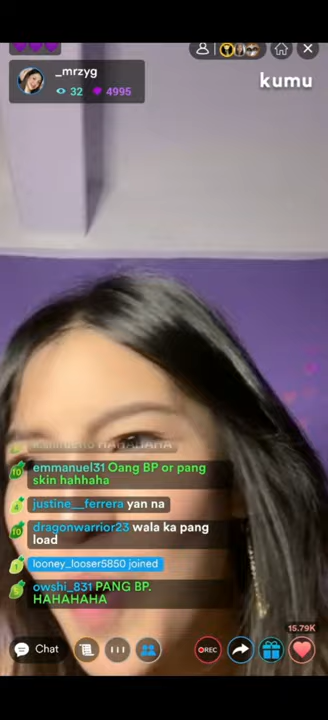 _mrzyg
32 4995
kumu
HAHAHAHA
emmanuel31 Oang BP or pang
skin hahhaha
justine__ferrera yan na
dragonwarrior23 wala ka pang
load
looney_looser5850 joined
owshi_831 PANG BP.
HAHAHAHA
15.79K
Chat
REC